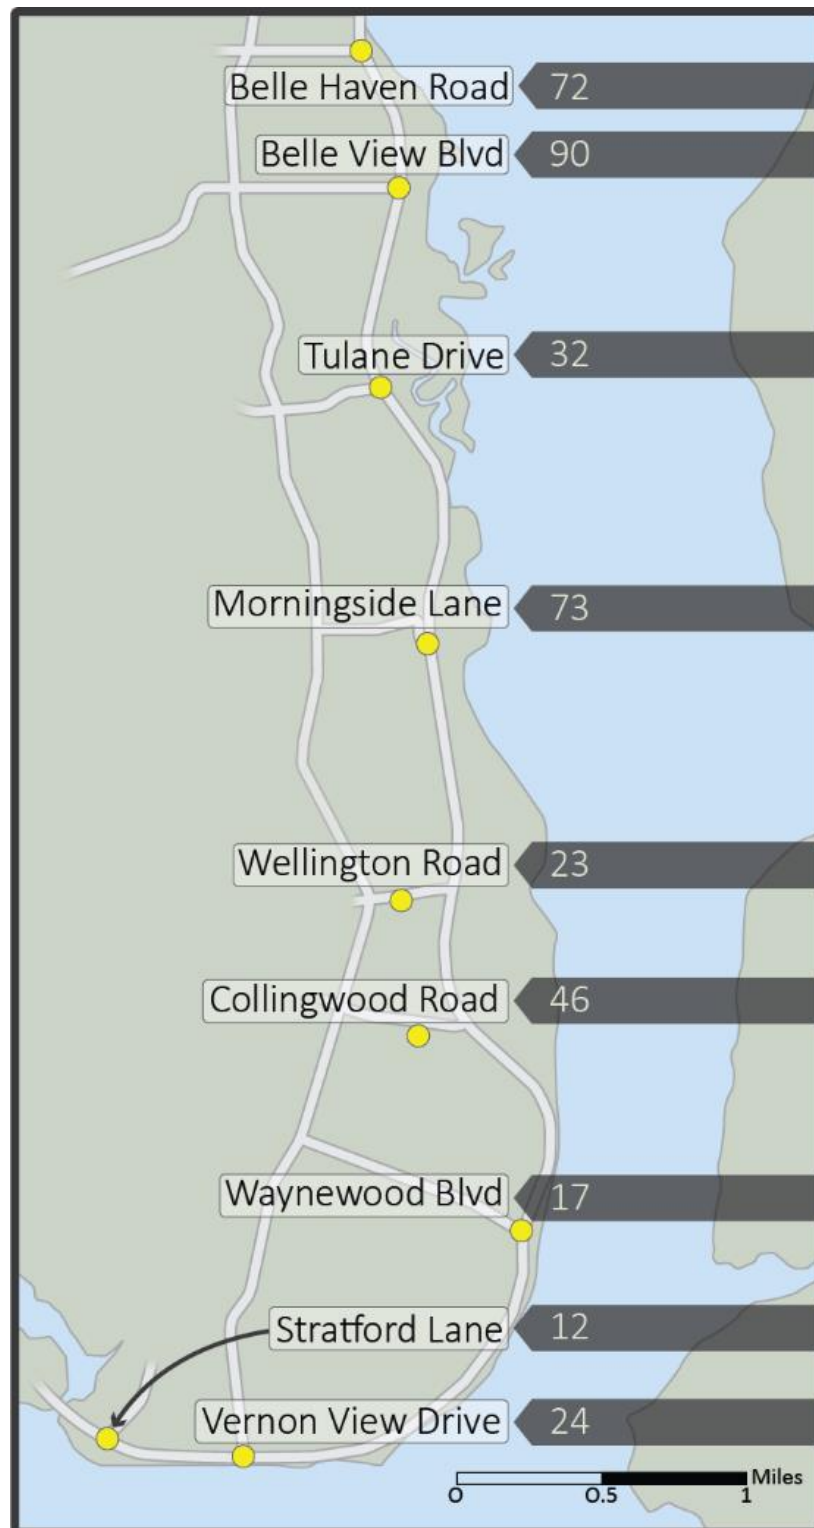 Belle Haven Road 72
Belle View Blvd 90
Tulane Drive 32
Morningside Lane 73
Wellington Road 23
Collingwood Road 46
Waynewood Blvd 17
Stratford Lane 12
Vernon View Drive 24
Miles
0 0.5 1